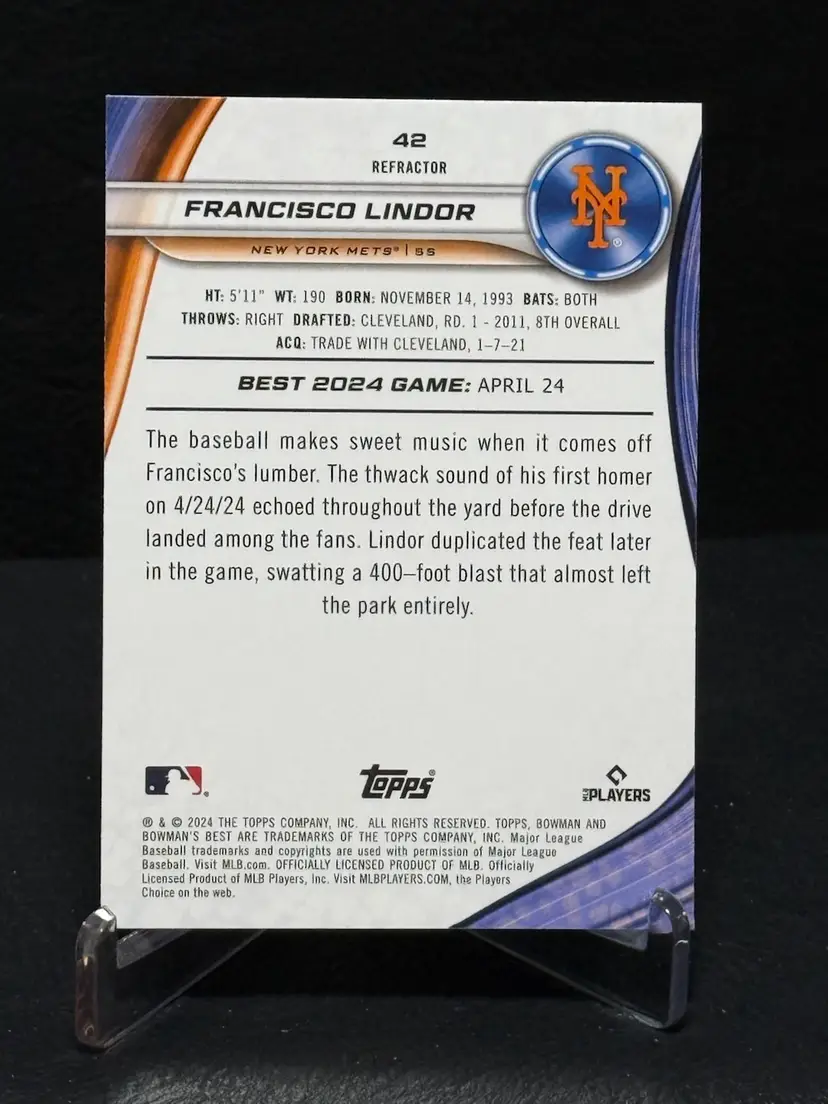 42
REFRACTOR
FRANCISCO LINDOR
NEW YORK METS® | SS
NY®
HT: 5'11" WT: 190 BORN: NOVEMBER 14, 1993 BATS: BOTH
THROWS: RIGHT DRAFTED: CLEVELAND, RD. 1 - 2011, 8TH OVERALL
ACQ: TRADE WITH CLEVELAND, 1–7–21
BEST 2024 GAME: APRIL 24
The baseball makes sweet music when it comes off
Francisco's lumber. The thwack sound of his first homer
on 4/24/24 echoed throughout the yard before the drive
landed among the fans. Lindor duplicated the feat later
in the game, swatting a 400–foot blast that almost left
the park entirely.
topps®
MLB PLAYERS
® & © 2024 THE TOPPS COMPANY, INC. ALL RIGHTS RESERVED. TOPPS, BOWMAN AND
BOWMAN'S BEST ARE TRADEMARKS OF THE TOPPS COMPANY, INC. Major League
Baseball trademarks and copyrights are used with permission of Major League
Baseball. Visit MLB.com. OFFICIALLY LICENSED PRODUCT OF MLB. Officially
Licensed Product of MLB Players, Inc. Visit MLBPLAYERS.COM, the Players
Choice on the web.